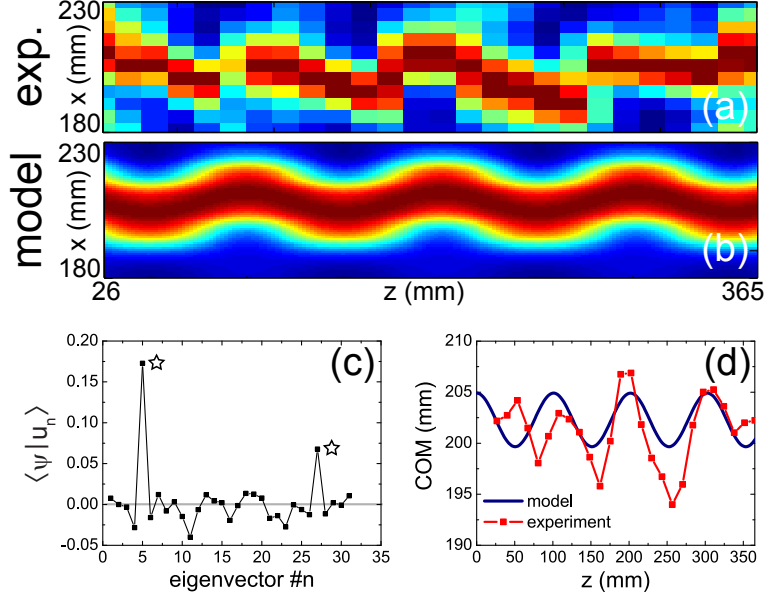 230
exp.
x (mm)
180
(a)
230
model
x (mm)
180
(b)
26
z (mm)
365
0.20
0.15
0.10
0.05
0.00
-0.05
⟨ψ|uₙ⟩
(c)
0 5 10 15 20 25 30 35
eigenvector #n
210
205
200
195
190
COM (mm)
(d)
model
experiment
0 50 100 150 200 250 300 350
z (mm)